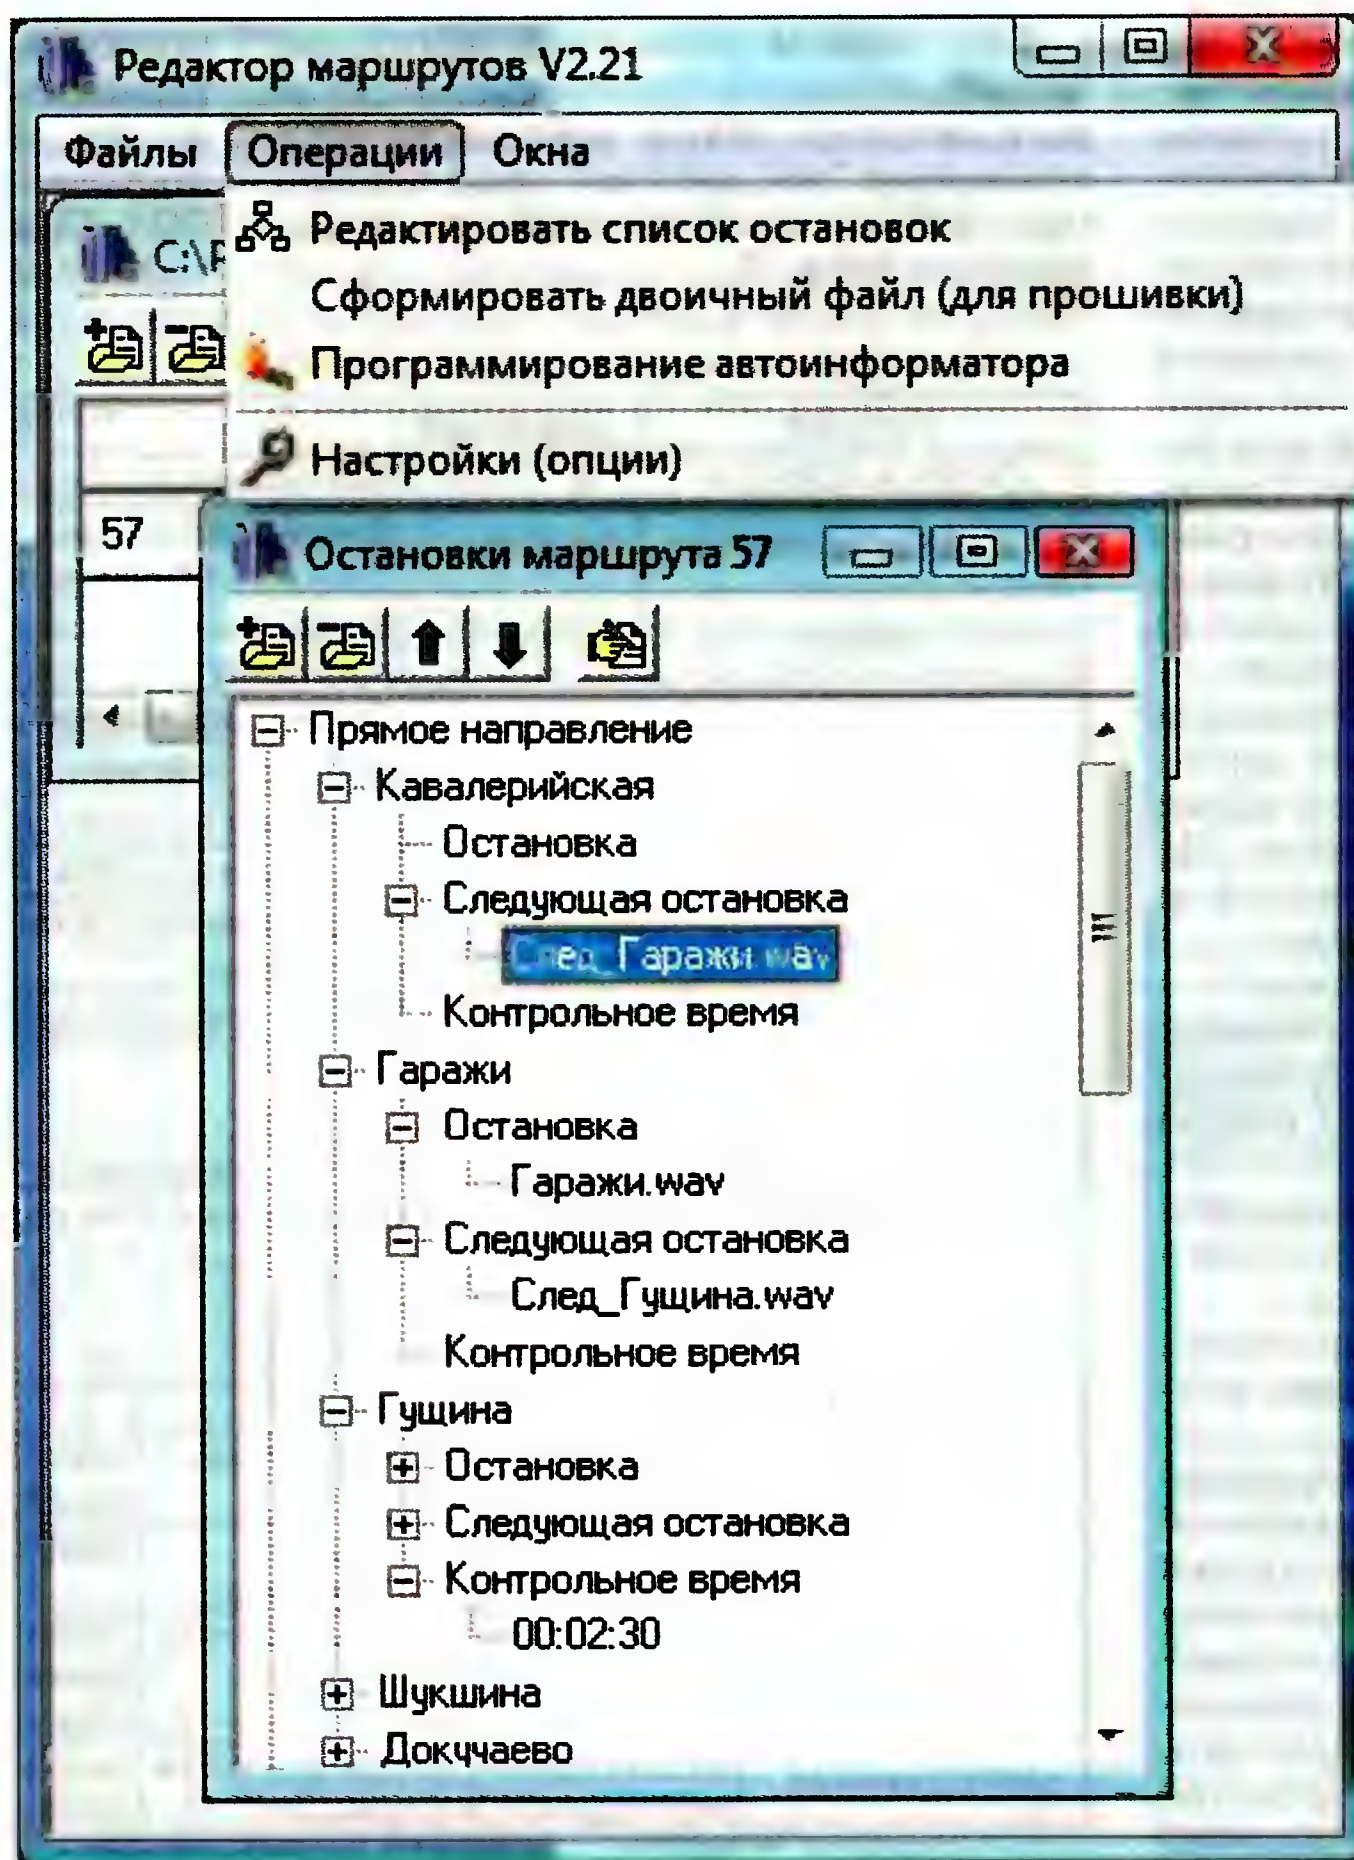 Редактор маршрутов V2.21
Файлы Операции Окна
Редактировать список остановок
C:\
Сформировать двоичный файл (для прошивки)
Программирование автоинформатора
Настройки (опции)
57
Остановки маршрута 57
Прямое направление
Кавалерийская
Остановка
Следующая остановка
След_Гаражи.wav
Контрольное время
Гаражи
Остановка
Гаражи.wav
Следующая остановка
След_Гущина.wav
Контрольное время
Гущина
Остановка
Следующая остановка
Контрольное время
00:02:30
Шукшина
Докучаево